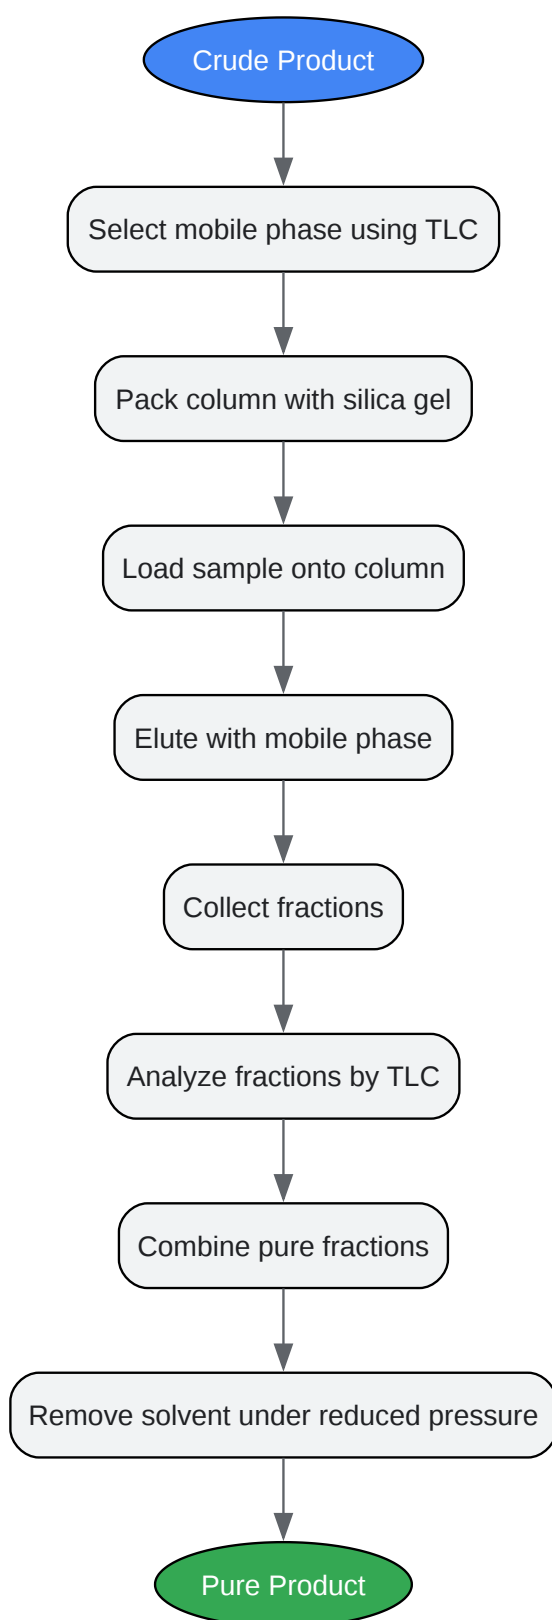 Crude Product
Select mobile phase using TLC
Pack column with silica gel
Load sample onto column
Elute with mobile phase
Collect fractions
Analyze fractions by TLC
Combine pure fractions
Remove solvent under reduced pressure
Pure Product